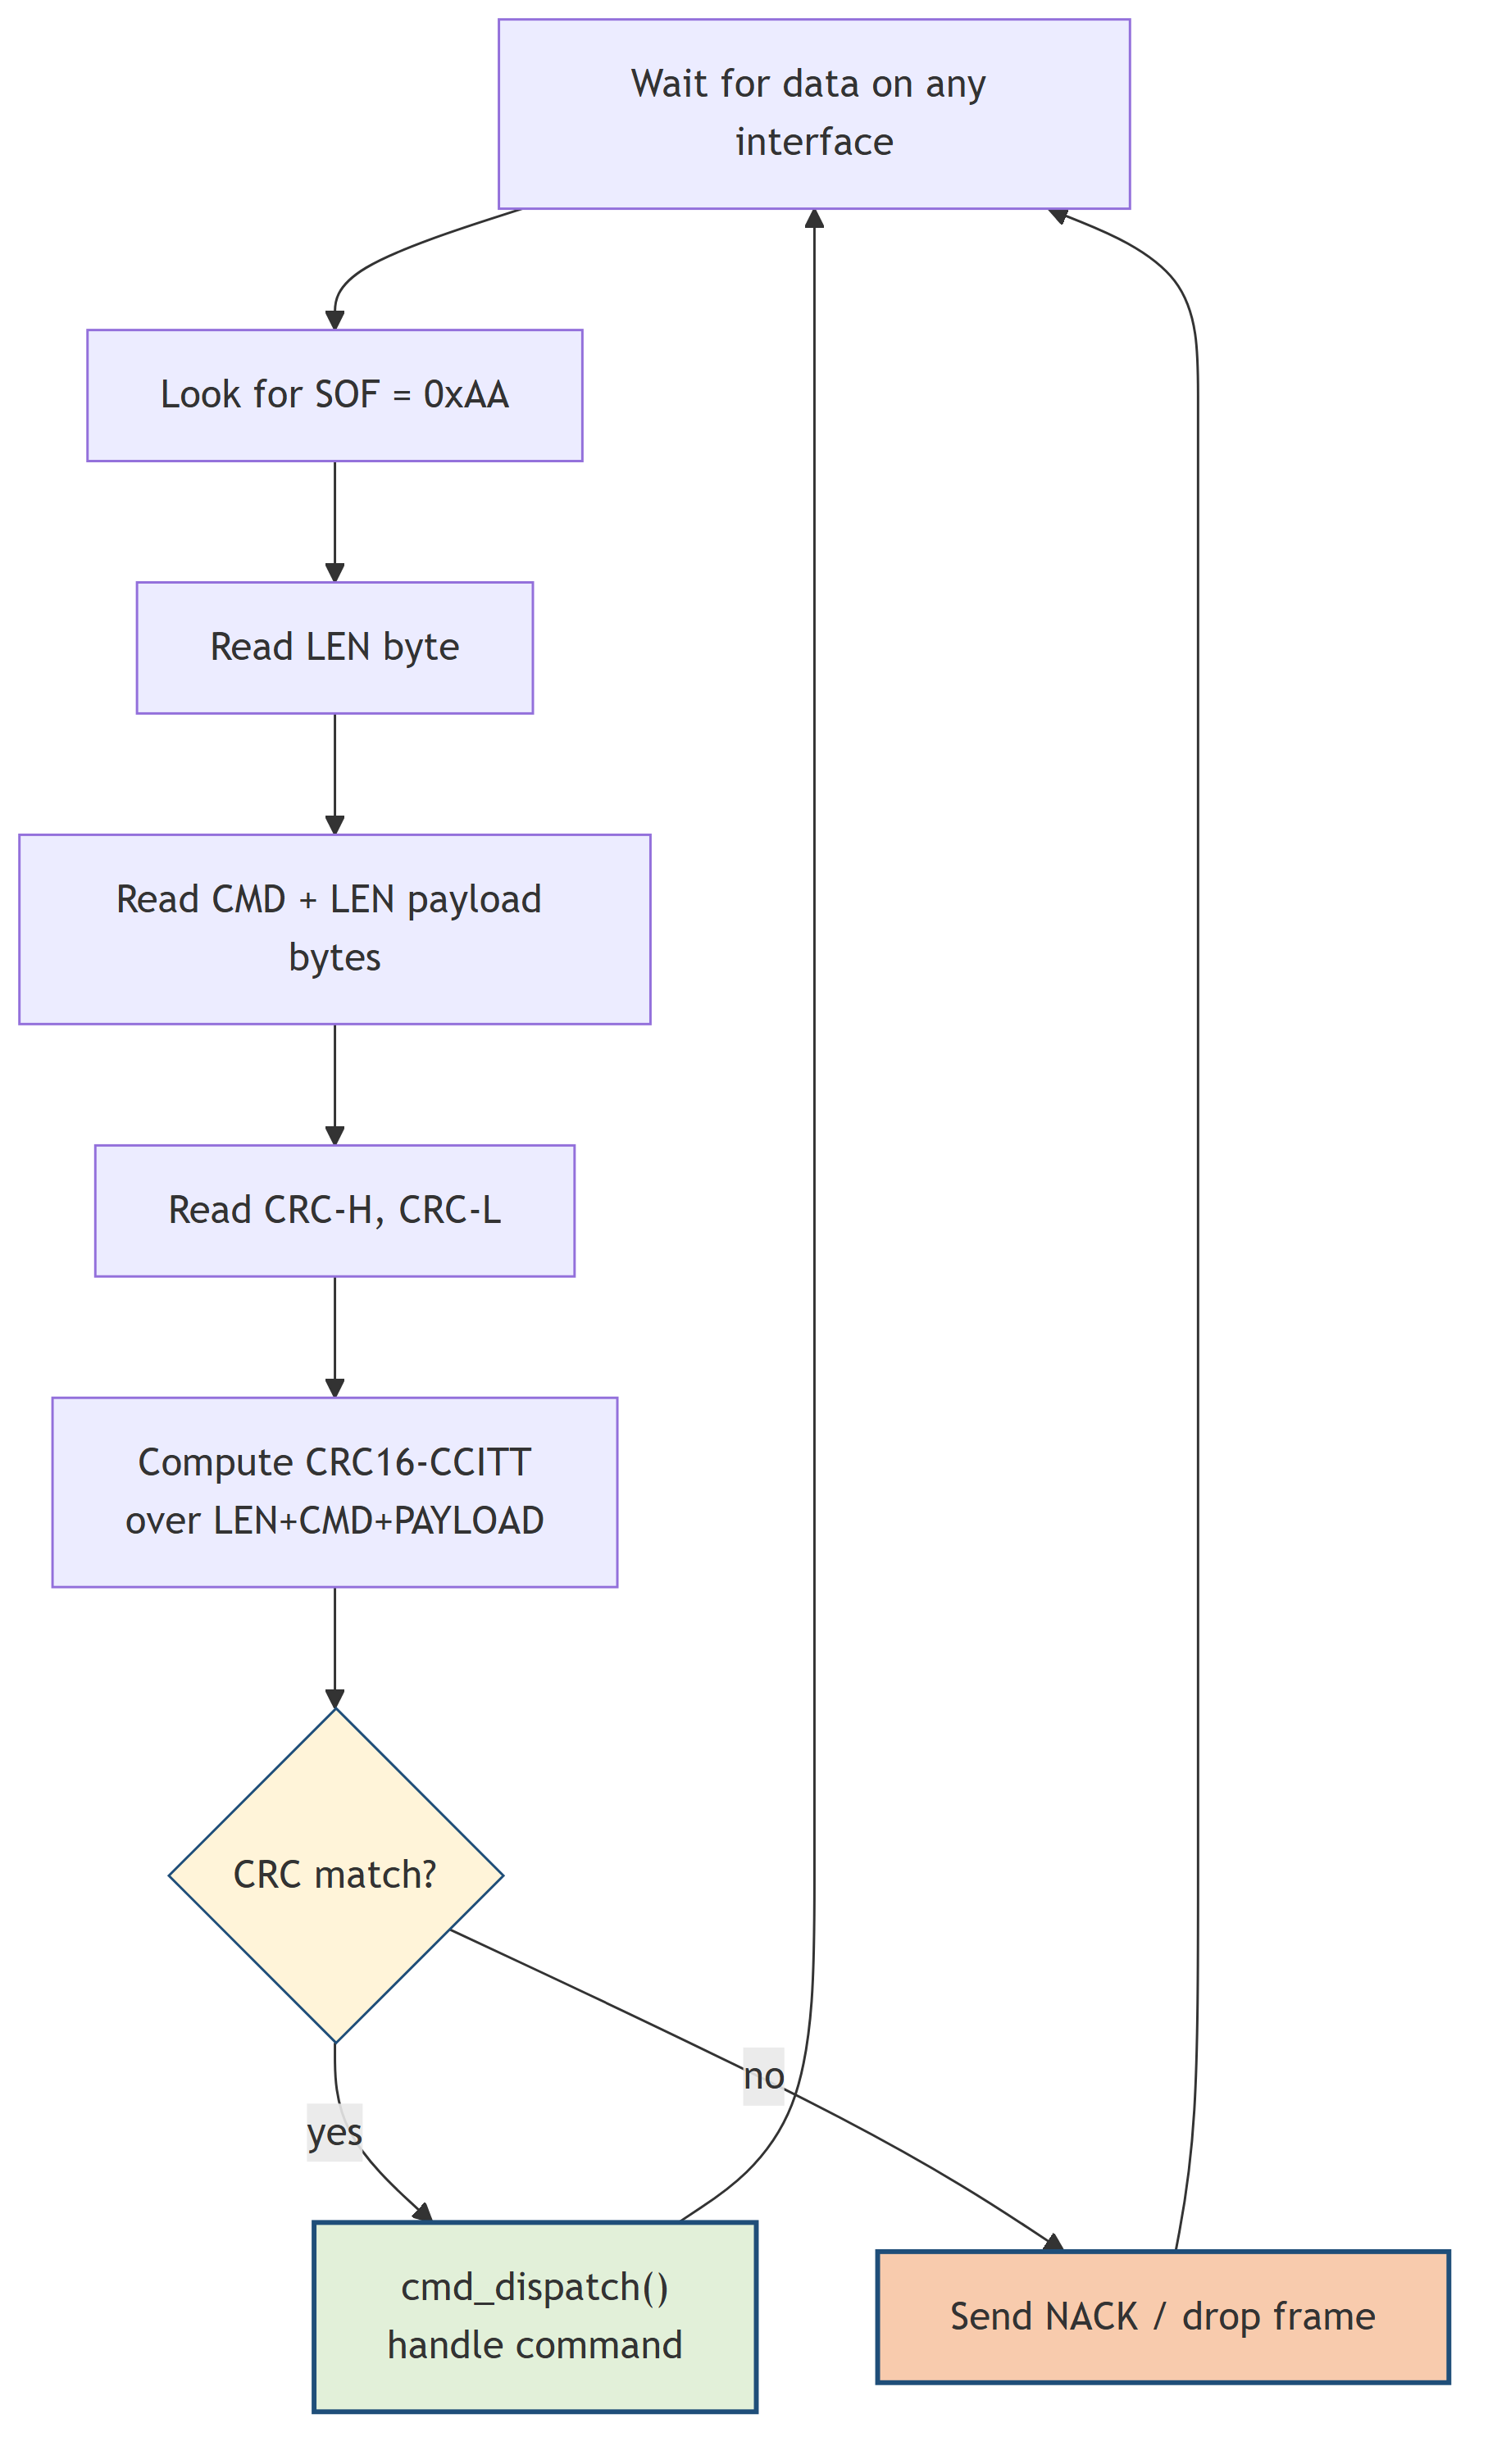 Wait for data on any
interface
Look for SOF = 0xAA
Read LEN byte
Read CMD + LEN payload
bytes
Read CRC-H, CRC-L
Compute CRC16-CCITT
over LEN+CMD+PAYLOAD
CRC match?
no
yes
cmd_dispatch()
handle command
Send NACK / drop frame